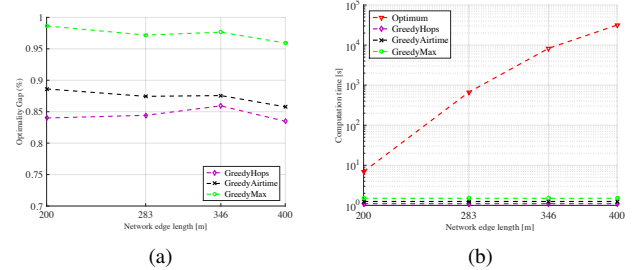 1
0.95
0.9
0.85
0.8
0.75
0.7
Optimality Gap (%)
GreedyHops
GreedyAirtime
GreedyMax
200 283 346 400
Network edge length [m]
(a)
10^5
10^4
10^3
10^2
10^1
10^0
Computation time [s]
Optimum
GreedyHops
GreedyAirtime
GreedyMax
200 283 346 400
Network edge length [m]
(b)